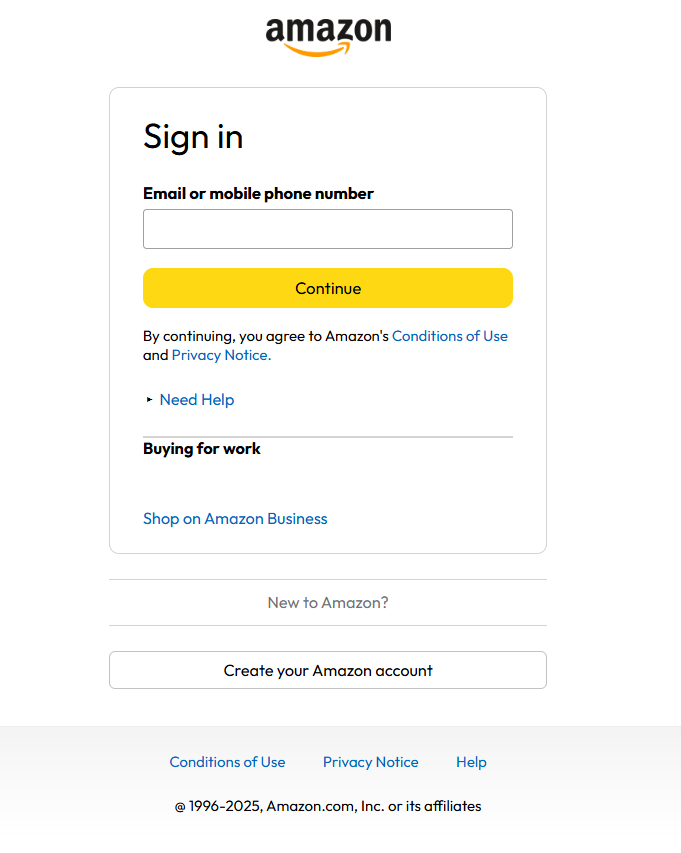 amazon
Sign in
Email or mobile phone number
Continue
By continuing, you agree to Amazon's Conditions of Use
and Privacy Notice.
Need Help
Buying for work
Shop on Amazon Business
New to Amazon?
Create your Amazon account
Conditions of Use Privacy Notice Help
@ 1996-2025, Amazon.com, Inc. or its affiliates